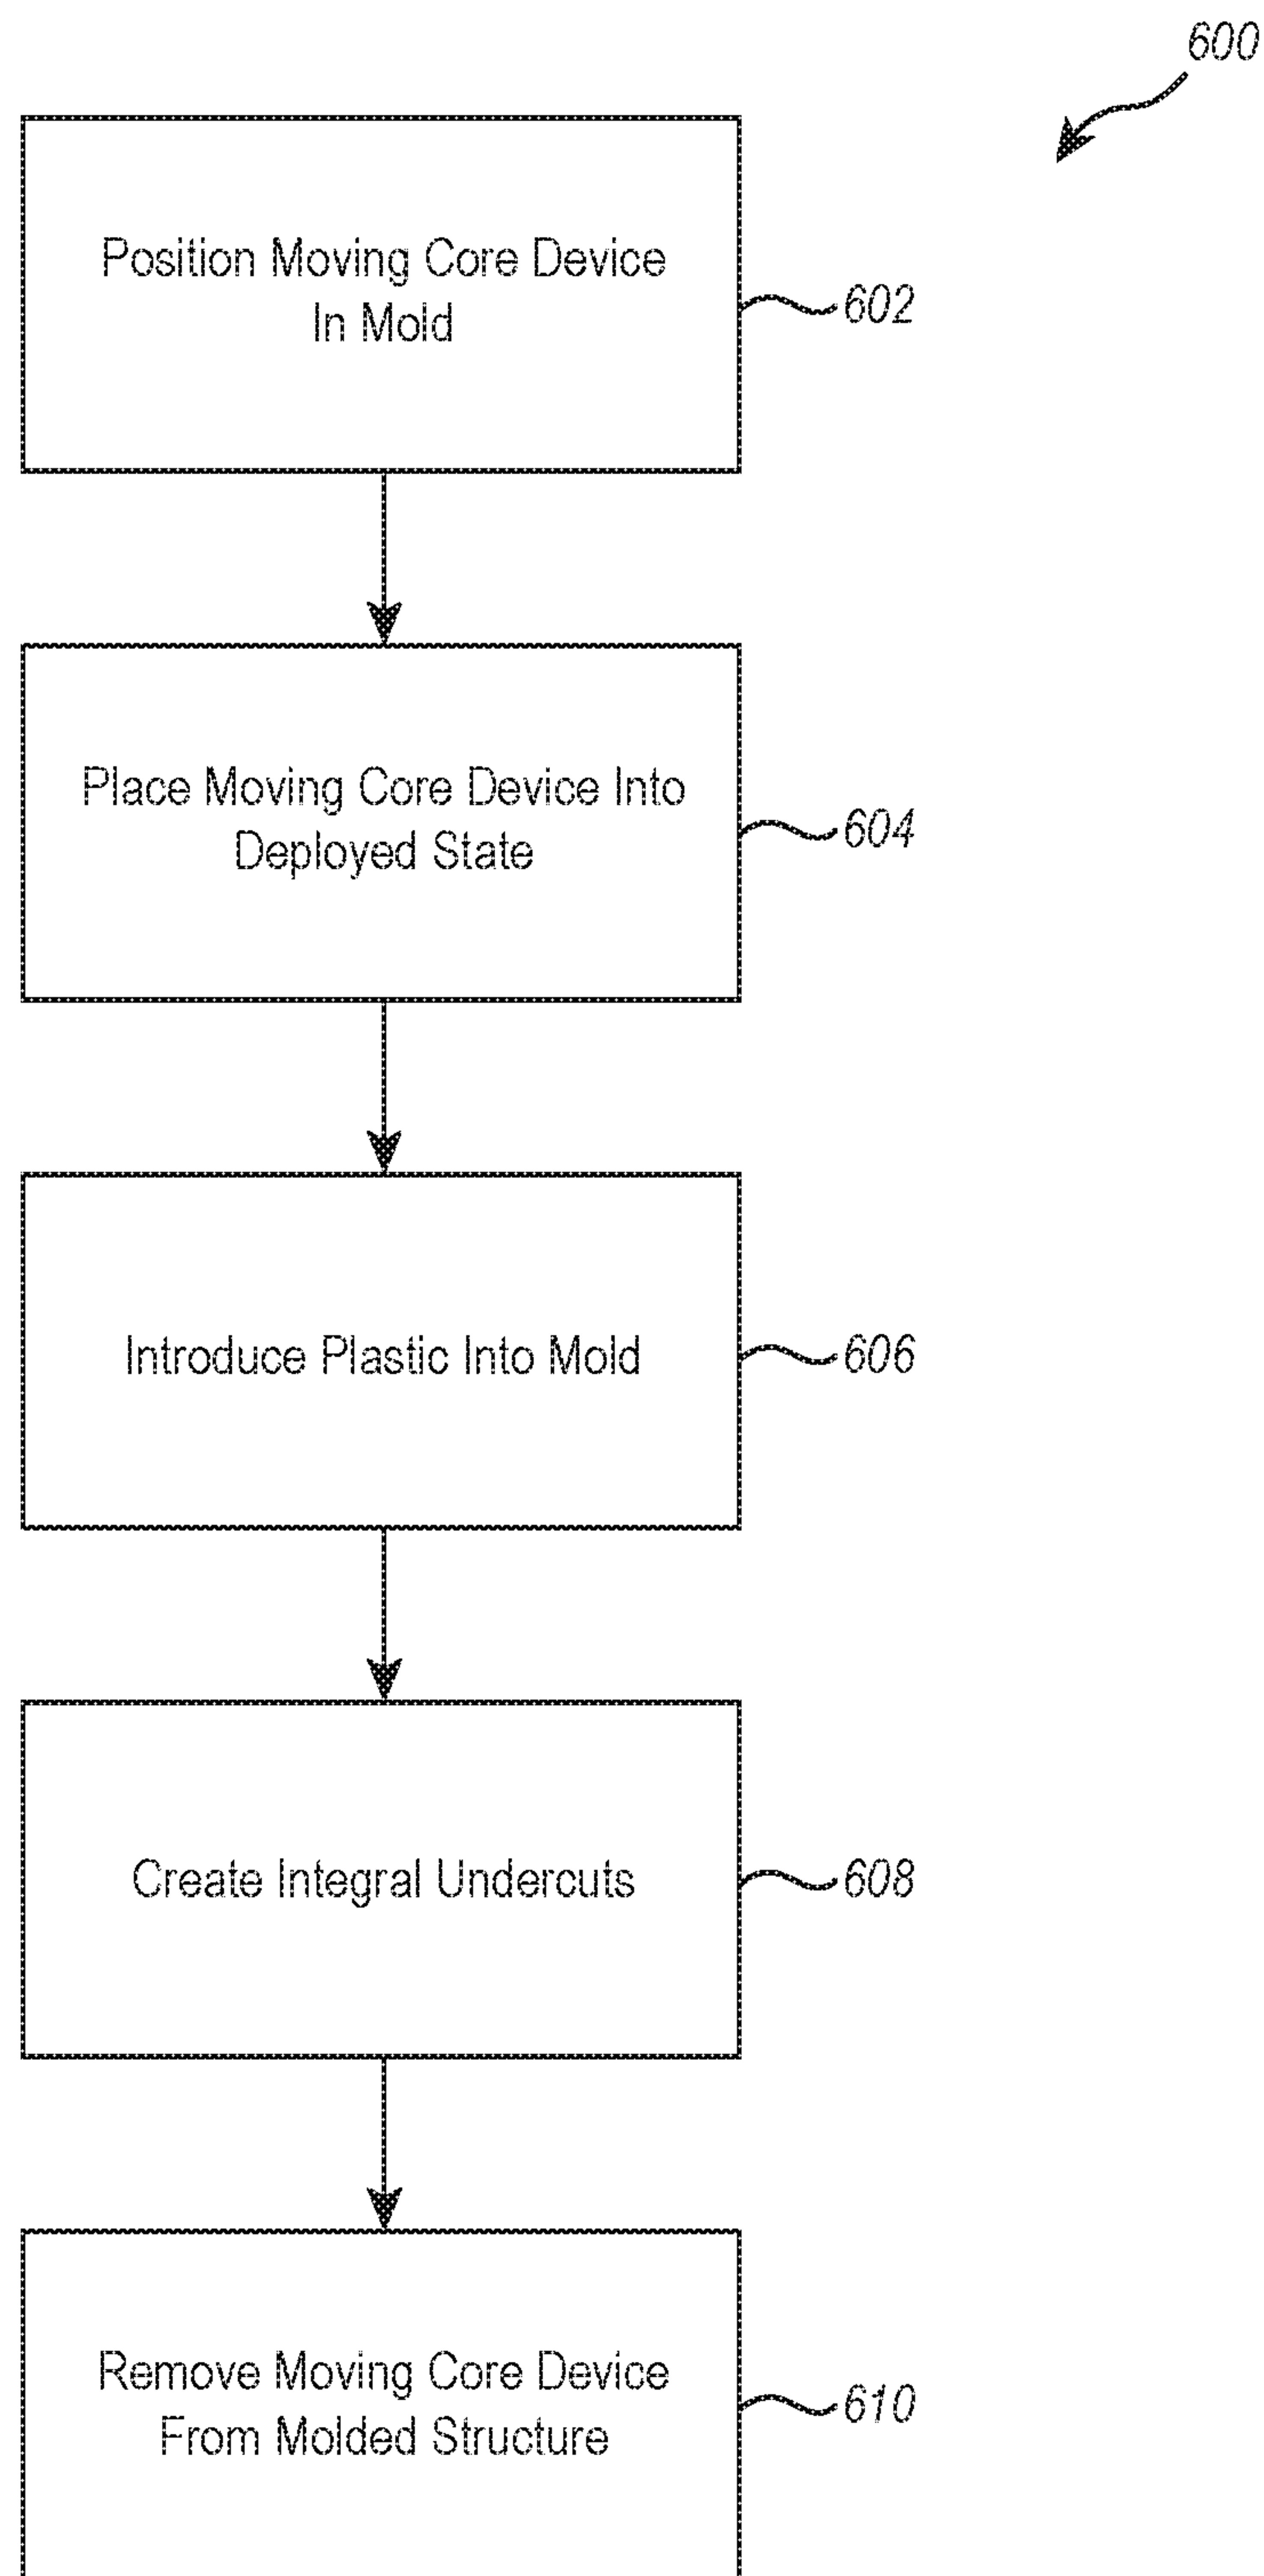 600
Position Moving Core Device
In Mold
602
Place Moving Core Device Into
Deployed State
604
Introduce Plastic Into Mold
606
Create Integral Undercuts
608
Remove Moving Core Device
From Molded Structure
610